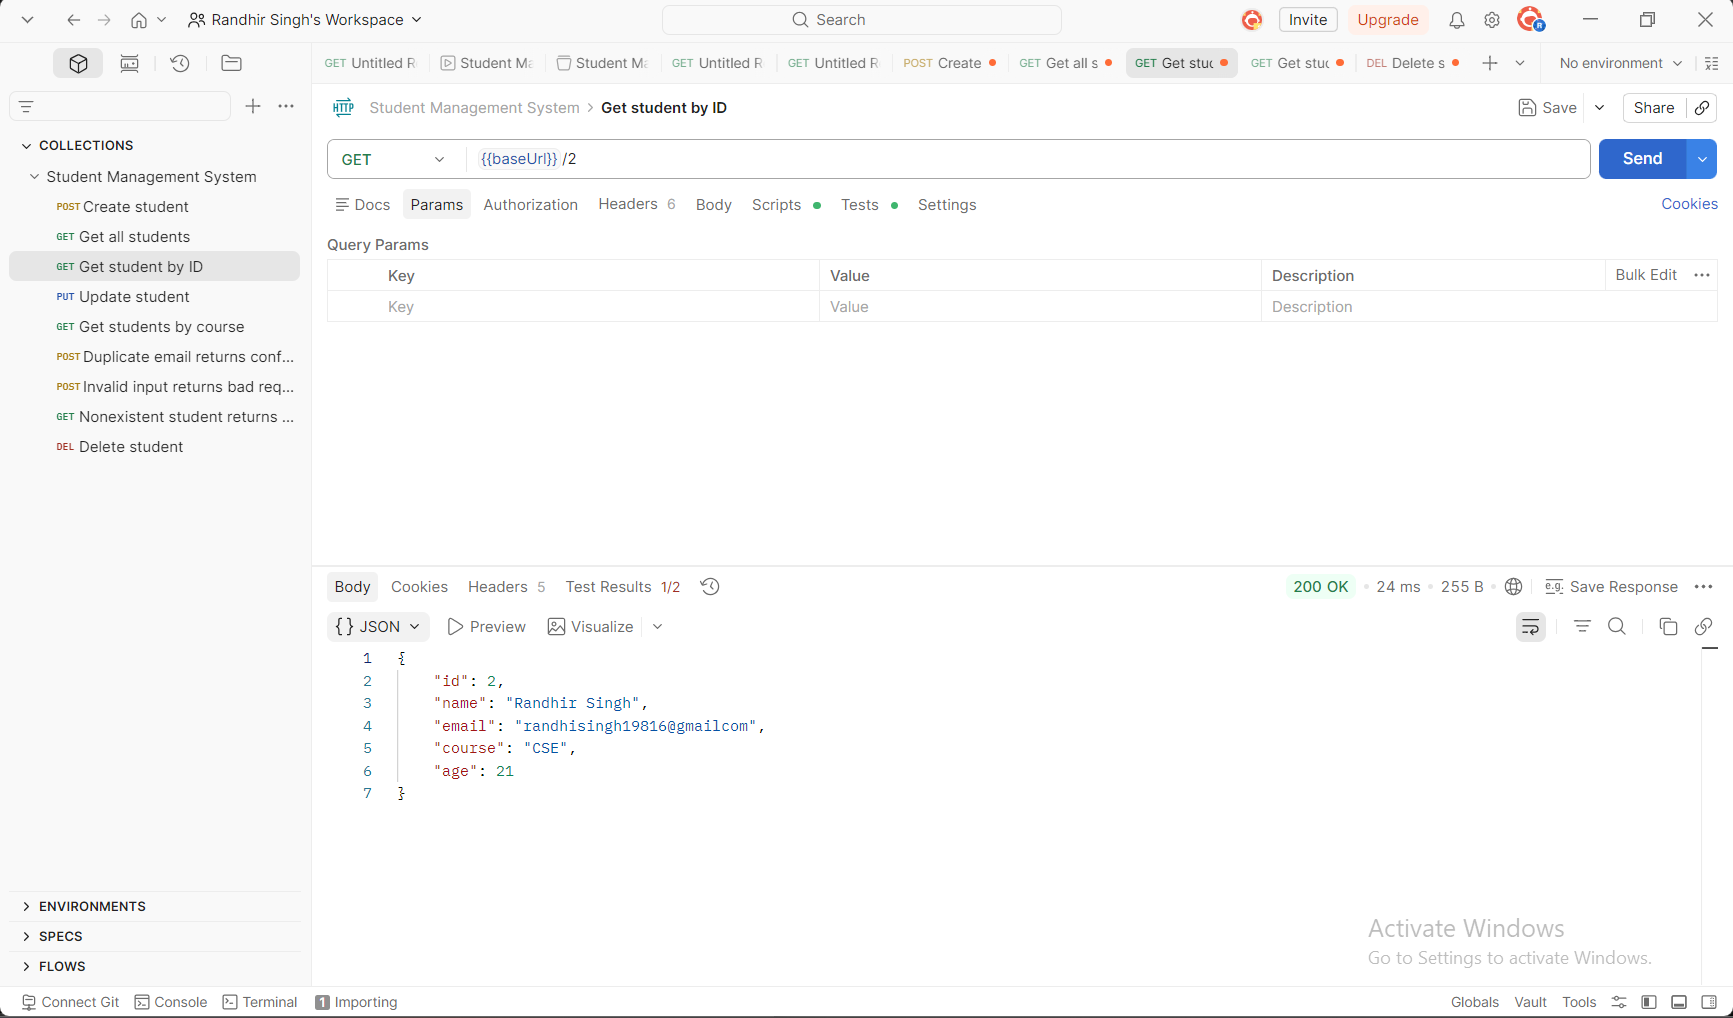 Randhir Singh's Workspace
Search
Invite
Upgrade
GET Untitled R
Student Ma
Student Ma
GET Untitled R
GET Untitled R
POST Create
GET Get all s
GET Get stuc
GET Get stuc
DEL Delete s
No environment
COLLECTIONS
Student Management System
POST Create student
GET Get all students
GET Get student by ID
PUT Update student
GET Get students by course
POST Duplicate email returns conf...
POST Invalid input returns bad req...
GET Nonexistent student returns ...
DEL Delete student
ENVIRONMENTS
SPECS
FLOWS
HTTP Student Management System > Get student by ID
Save
Share
GET {{baseUrl}} /2
Send
Docs Params Authorization Headers 6 Body Scripts Tests Settings
Cookies
Query Params
Key Value Description Bulk Edit
Key Value Description
Body Cookies Headers 5 Test Results 1/2
200 OK • 24 ms • 255 B
e.g. Save Response
{} JSON Preview Visualize
1 {
2 "id": 2,
3 "name": "Randhir Singh",
4 "email": "randhisingh19816@gmailcom",
5 "course": "CSE",
6 "age": 21
7 }
Activate Windows
Go to Settings to activate Windows.
Connect Git Console Terminal 1 Importing
Globals Vault Tools